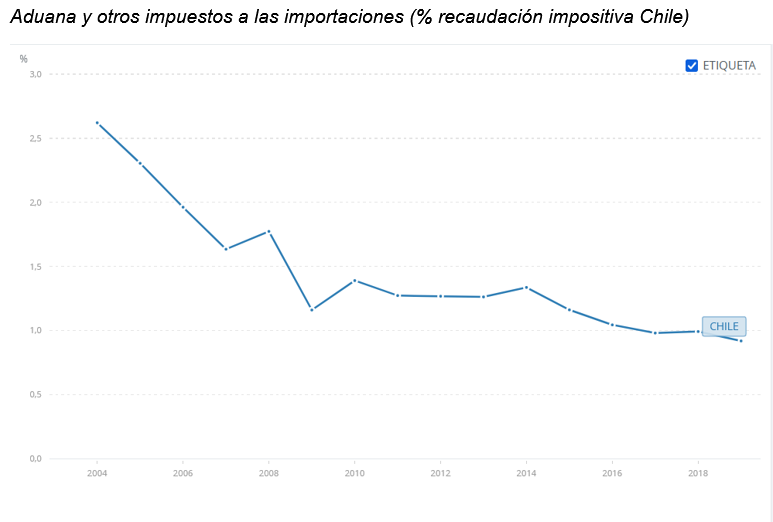 Aduana y otros impuestos a las importaciones (% recaudación impositiva Chile)
%
ETIQUETA
3,0
2,5
2,0
1,5
1,0
0,5
0,0
CHILE
2004 2006 2008 2010 2012 2014 2016 2018